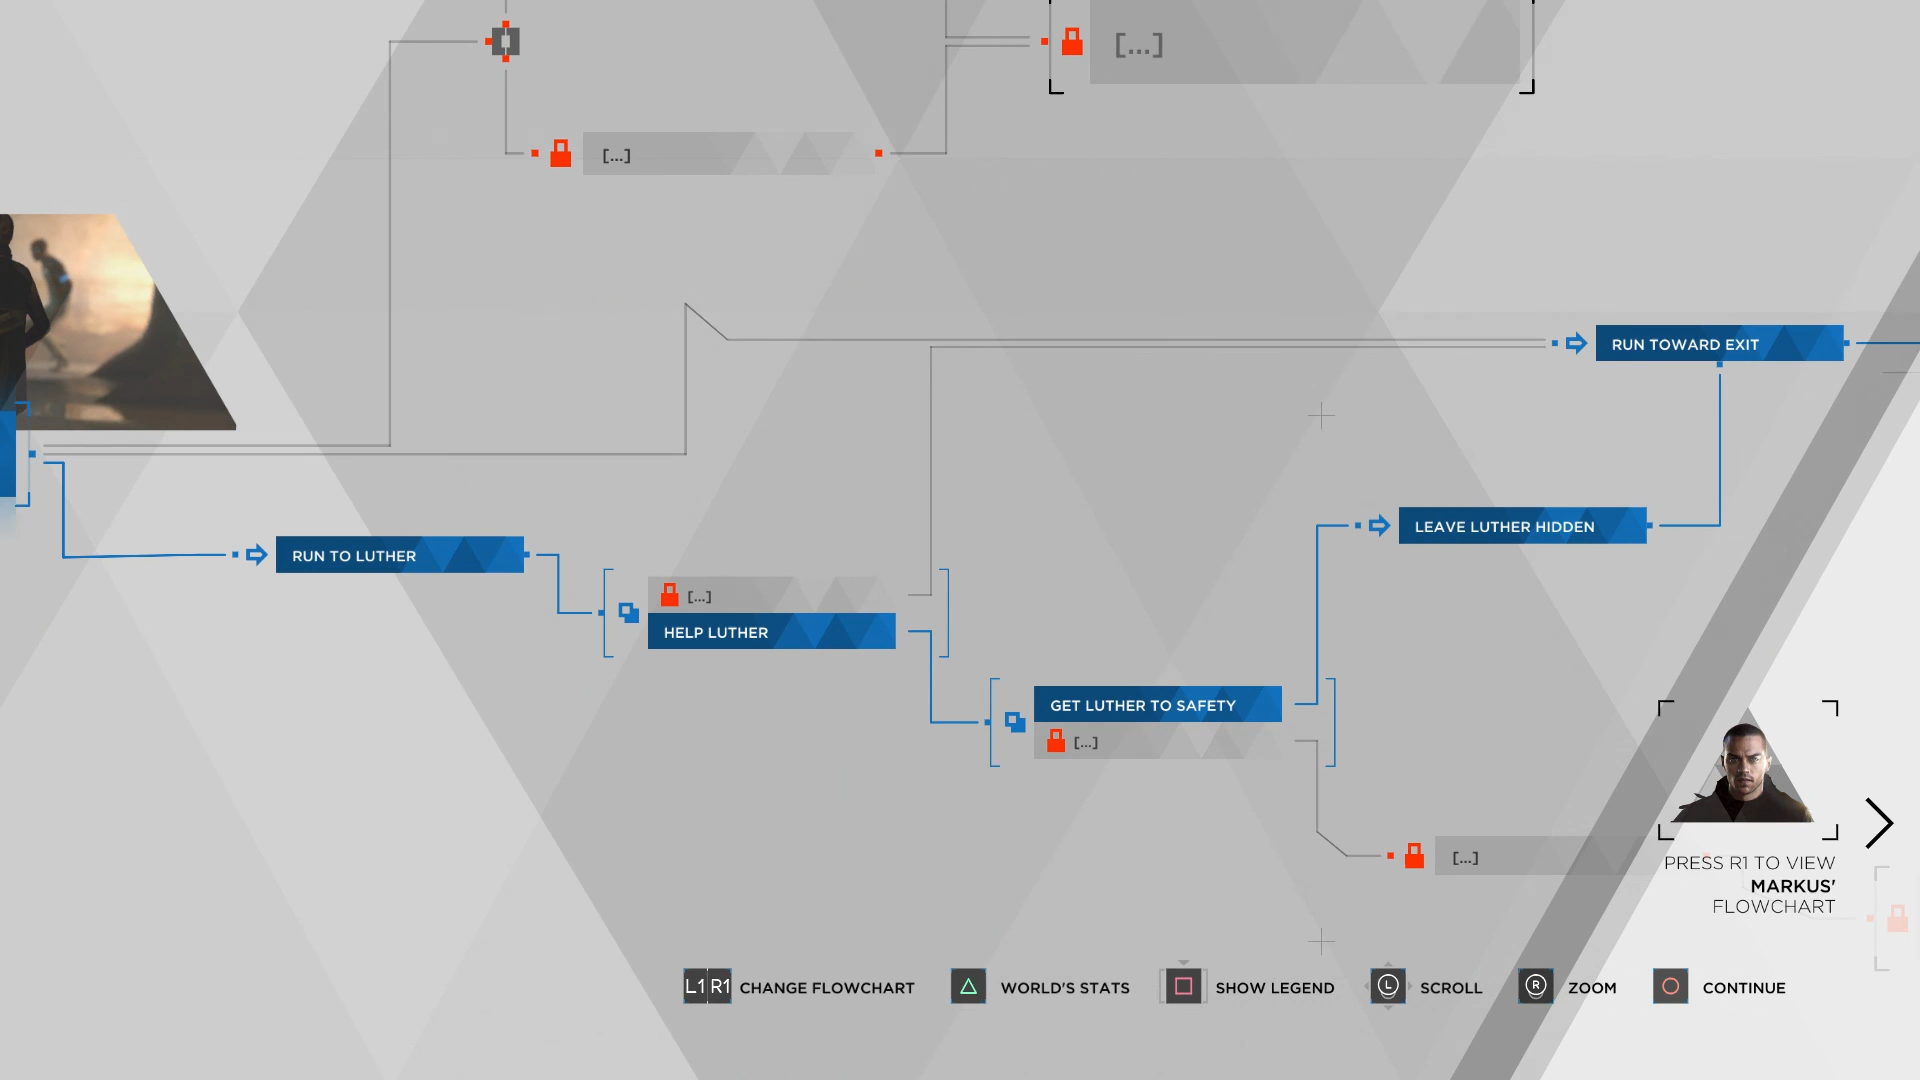 [...]
[...]
RUN TOWARD EXIT
LEAVE LUTHER HIDDEN
RUN TO LUTHER
[...]
HELP LUTHER
GET LUTHER TO SAFETY
[...]
[...]
PRESS R1 TO VIEW
MARKUS'
FLOWCHART
L1 R1 CHANGE FLOWCHART
WORLD'S STATS
SHOW LEGEND
L SCROLL
R ZOOM
CONTINUE